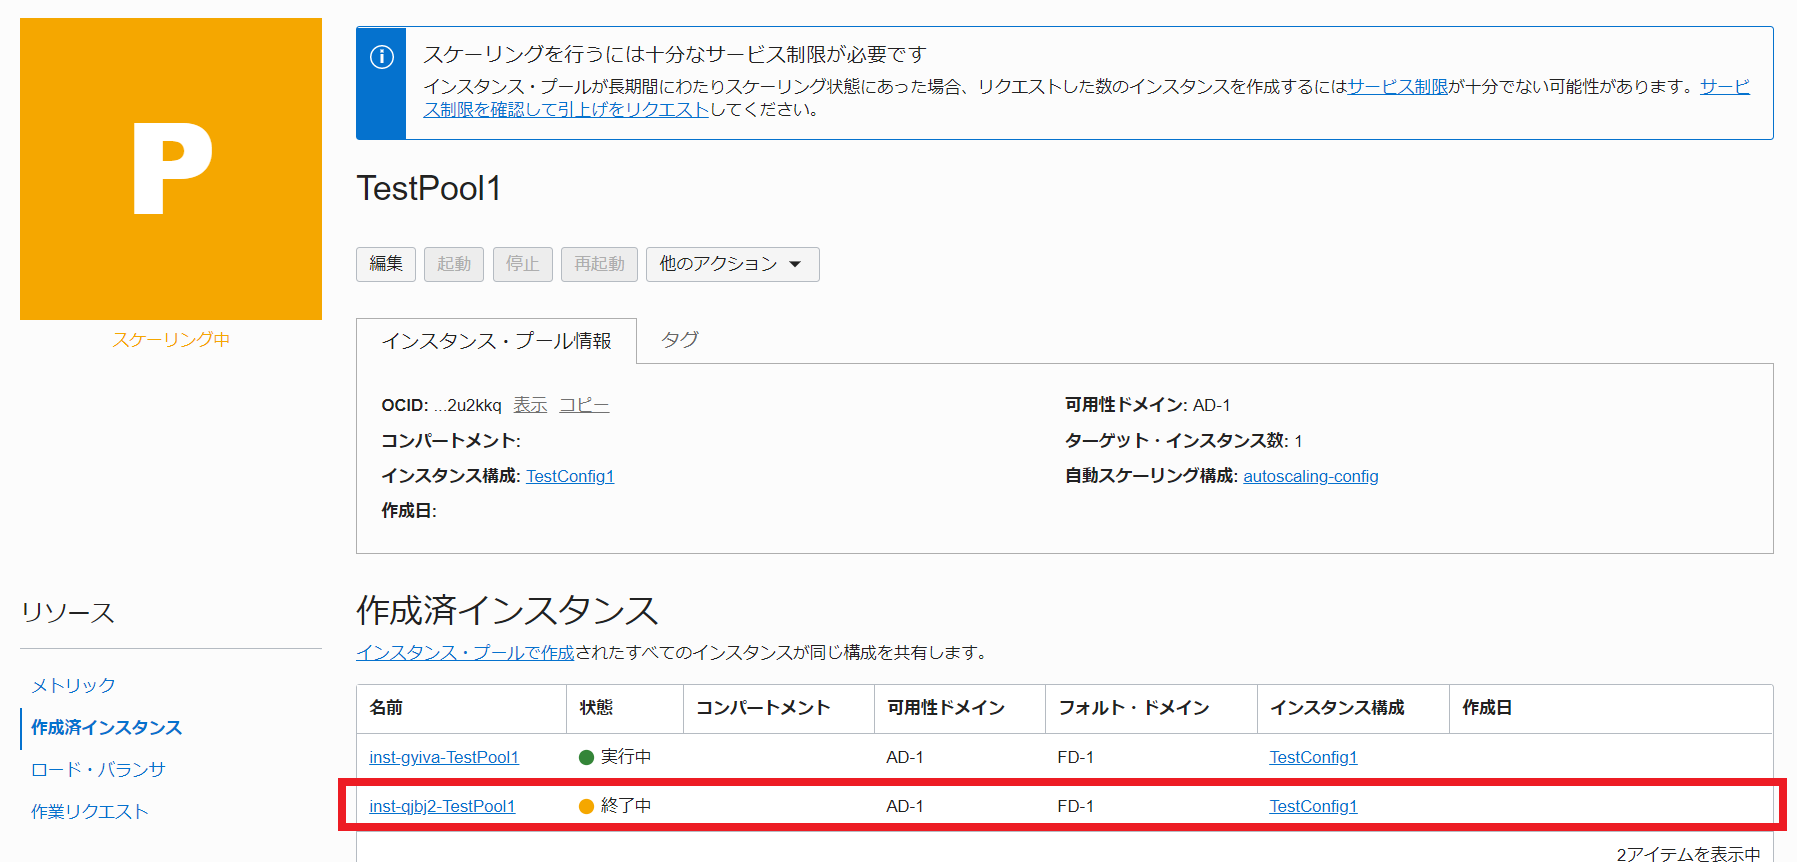 P
スケーリング中
スケーリングを行うには十分なサービス制限が必要です
インスタンス・プールが長期間にわたりスケーリング状態にあった場合、リクエストした数のインスタンスを作成するにはサービス制限が十分でない可能性があります。サービ
ス制限を確認して引上げをリクエストしてください。
TestPool1
編集 起動 停止 再起動 他のアクション
インスタンス・プール情報 タグ
OCID: ...2u2kkq 表示 コピー
コンパートメント:
インスタンス構成: TestConfig1
作成日:
可用性ドメイン: AD-1
ターゲット・インスタンス数: 1
自動スケーリング構成: autoscaling-config
リソース
メトリック
作成済インスタンス
ロード・バランサ
作業リクエスト
作成済インスタンス
インスタンス・プールで作成されたすべてのインスタンスが同じ構成を共有します。
名前 状態 コンパートメント 可用性ドメイン フォルト・ドメイン インスタンス構成 作成日
inst-gyiva-TestPool1 実行中 AD-1 FD-1 TestConfig1
inst-qjbj2-TestPool1 終了中 AD-1 FD-1 TestConfig1
2アイテムを表示中